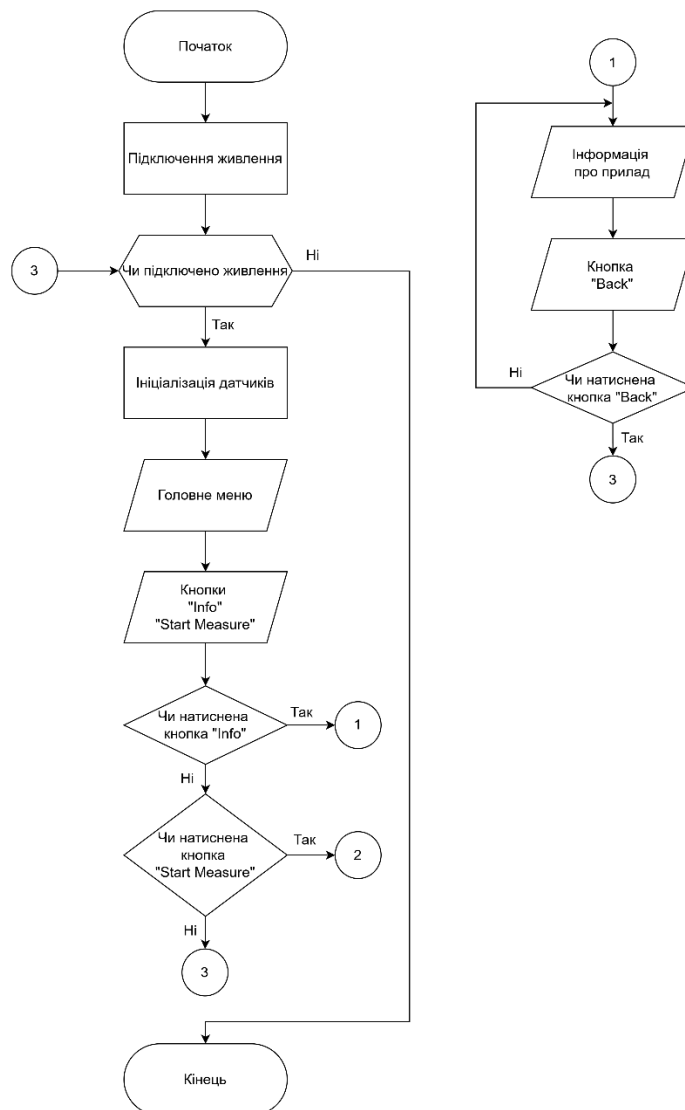 Початок
Підключення живлення
3
Чи підключено живлення
Ні
Так
Ініціалізація датчиків
Головне меню
Кнопки
"Info"
"Start Measure"
Чи натиснена
кнопка "Info"
Так
1
Ні
Чи натиснена
кнопка
"Start Measure"
Так
2
Ні
3
Кінець
1
Інформація
про прилад
Кнопка
"Back"
Чи натиснена
кнопка "Back"
Ні
Так
3